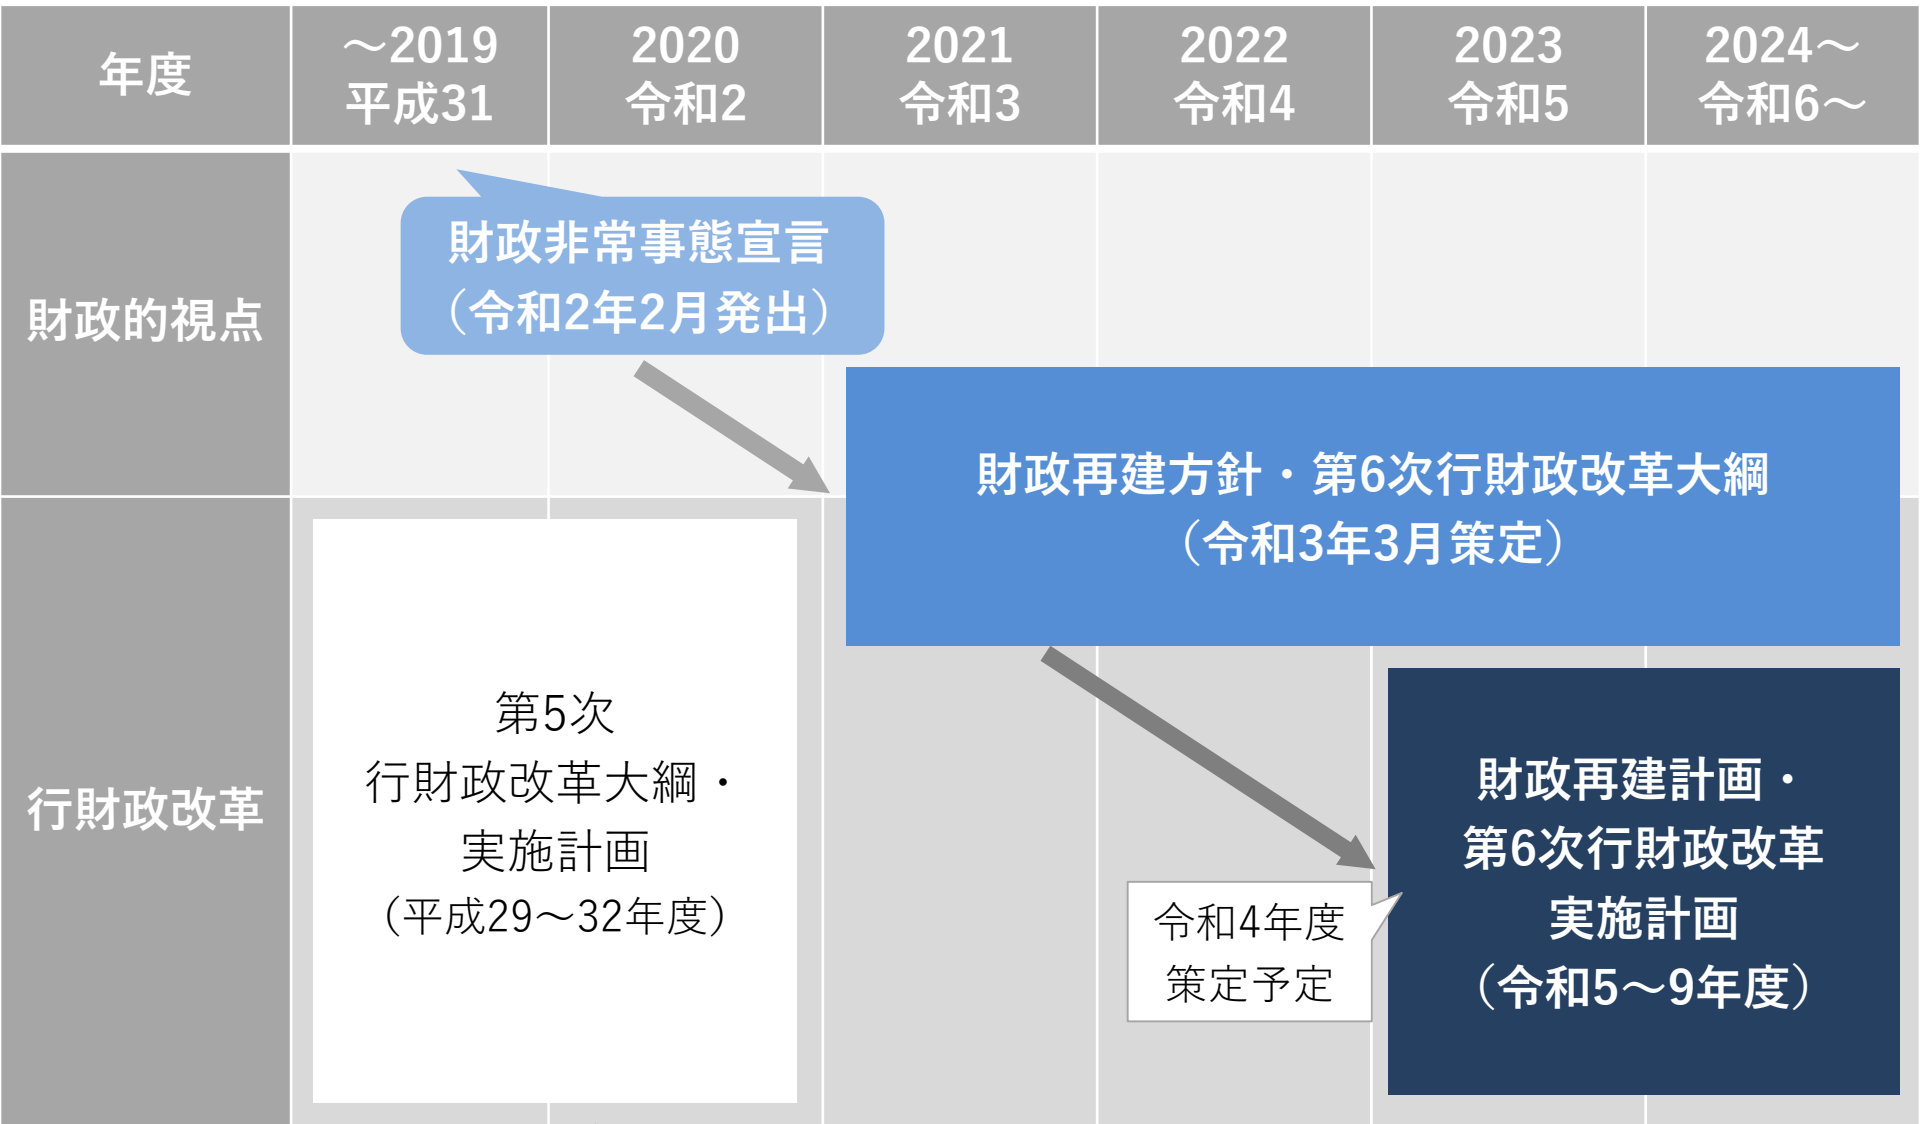 年度
～2019
平成31
2020
令和2
2021
令和3
2022
令和4
2023
令和5
2024～
令和6～
財政的視点
財政非常事態宣言
（令和2年2月発出）
財政再建方針・第6次行財政改革大綱
（令和3年3月策定）
行財政改革
第5次
行財政改革大綱・
実施計画
（平成29～32年度）
令和4年度
策定予定
財政再建計画・
第6次行財政改革
実施計画
（令和5～9年度）